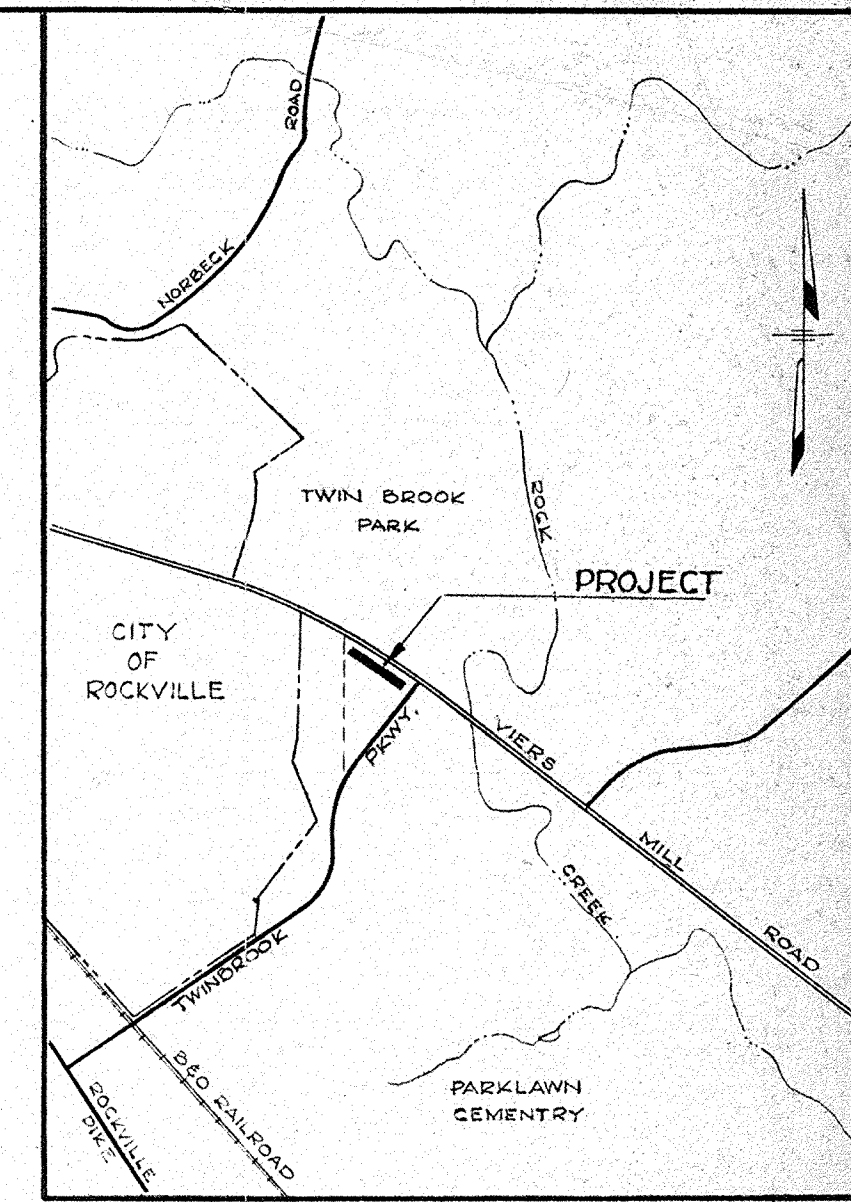 ROAD
NORBECK
TWIN BROOK
PARK
ROCK
PROJECT
CITY
OF
ROCKVILLE
PKWY.
VIERS
MILL
ROAD
CREEK
TWINBROOK
B&O RAILROAD
ROCKVILLE
PIKE
PARKLAWN
CEMENTRY